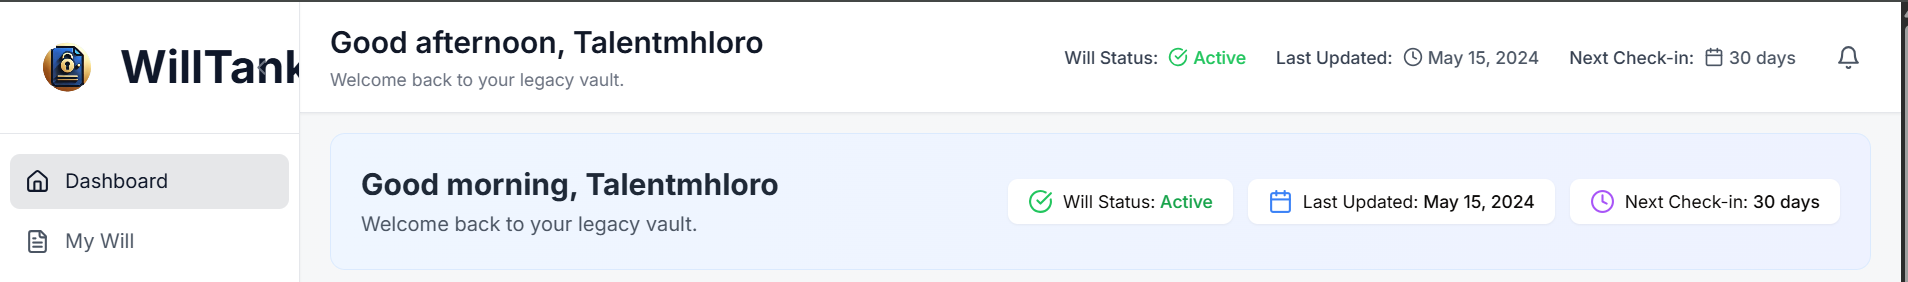 WillTank
Good afternoon, Talentmhloro
Welcome back to your legacy vault.
Will Status: Active
Last Updated: May 15, 2024
Next Check-in: 30 days
Dashboard
My Will
Good morning, Talentmhloro
Welcome back to your legacy vault.
Will Status: Active
Last Updated: May 15, 2024
Next Check-in: 30 days